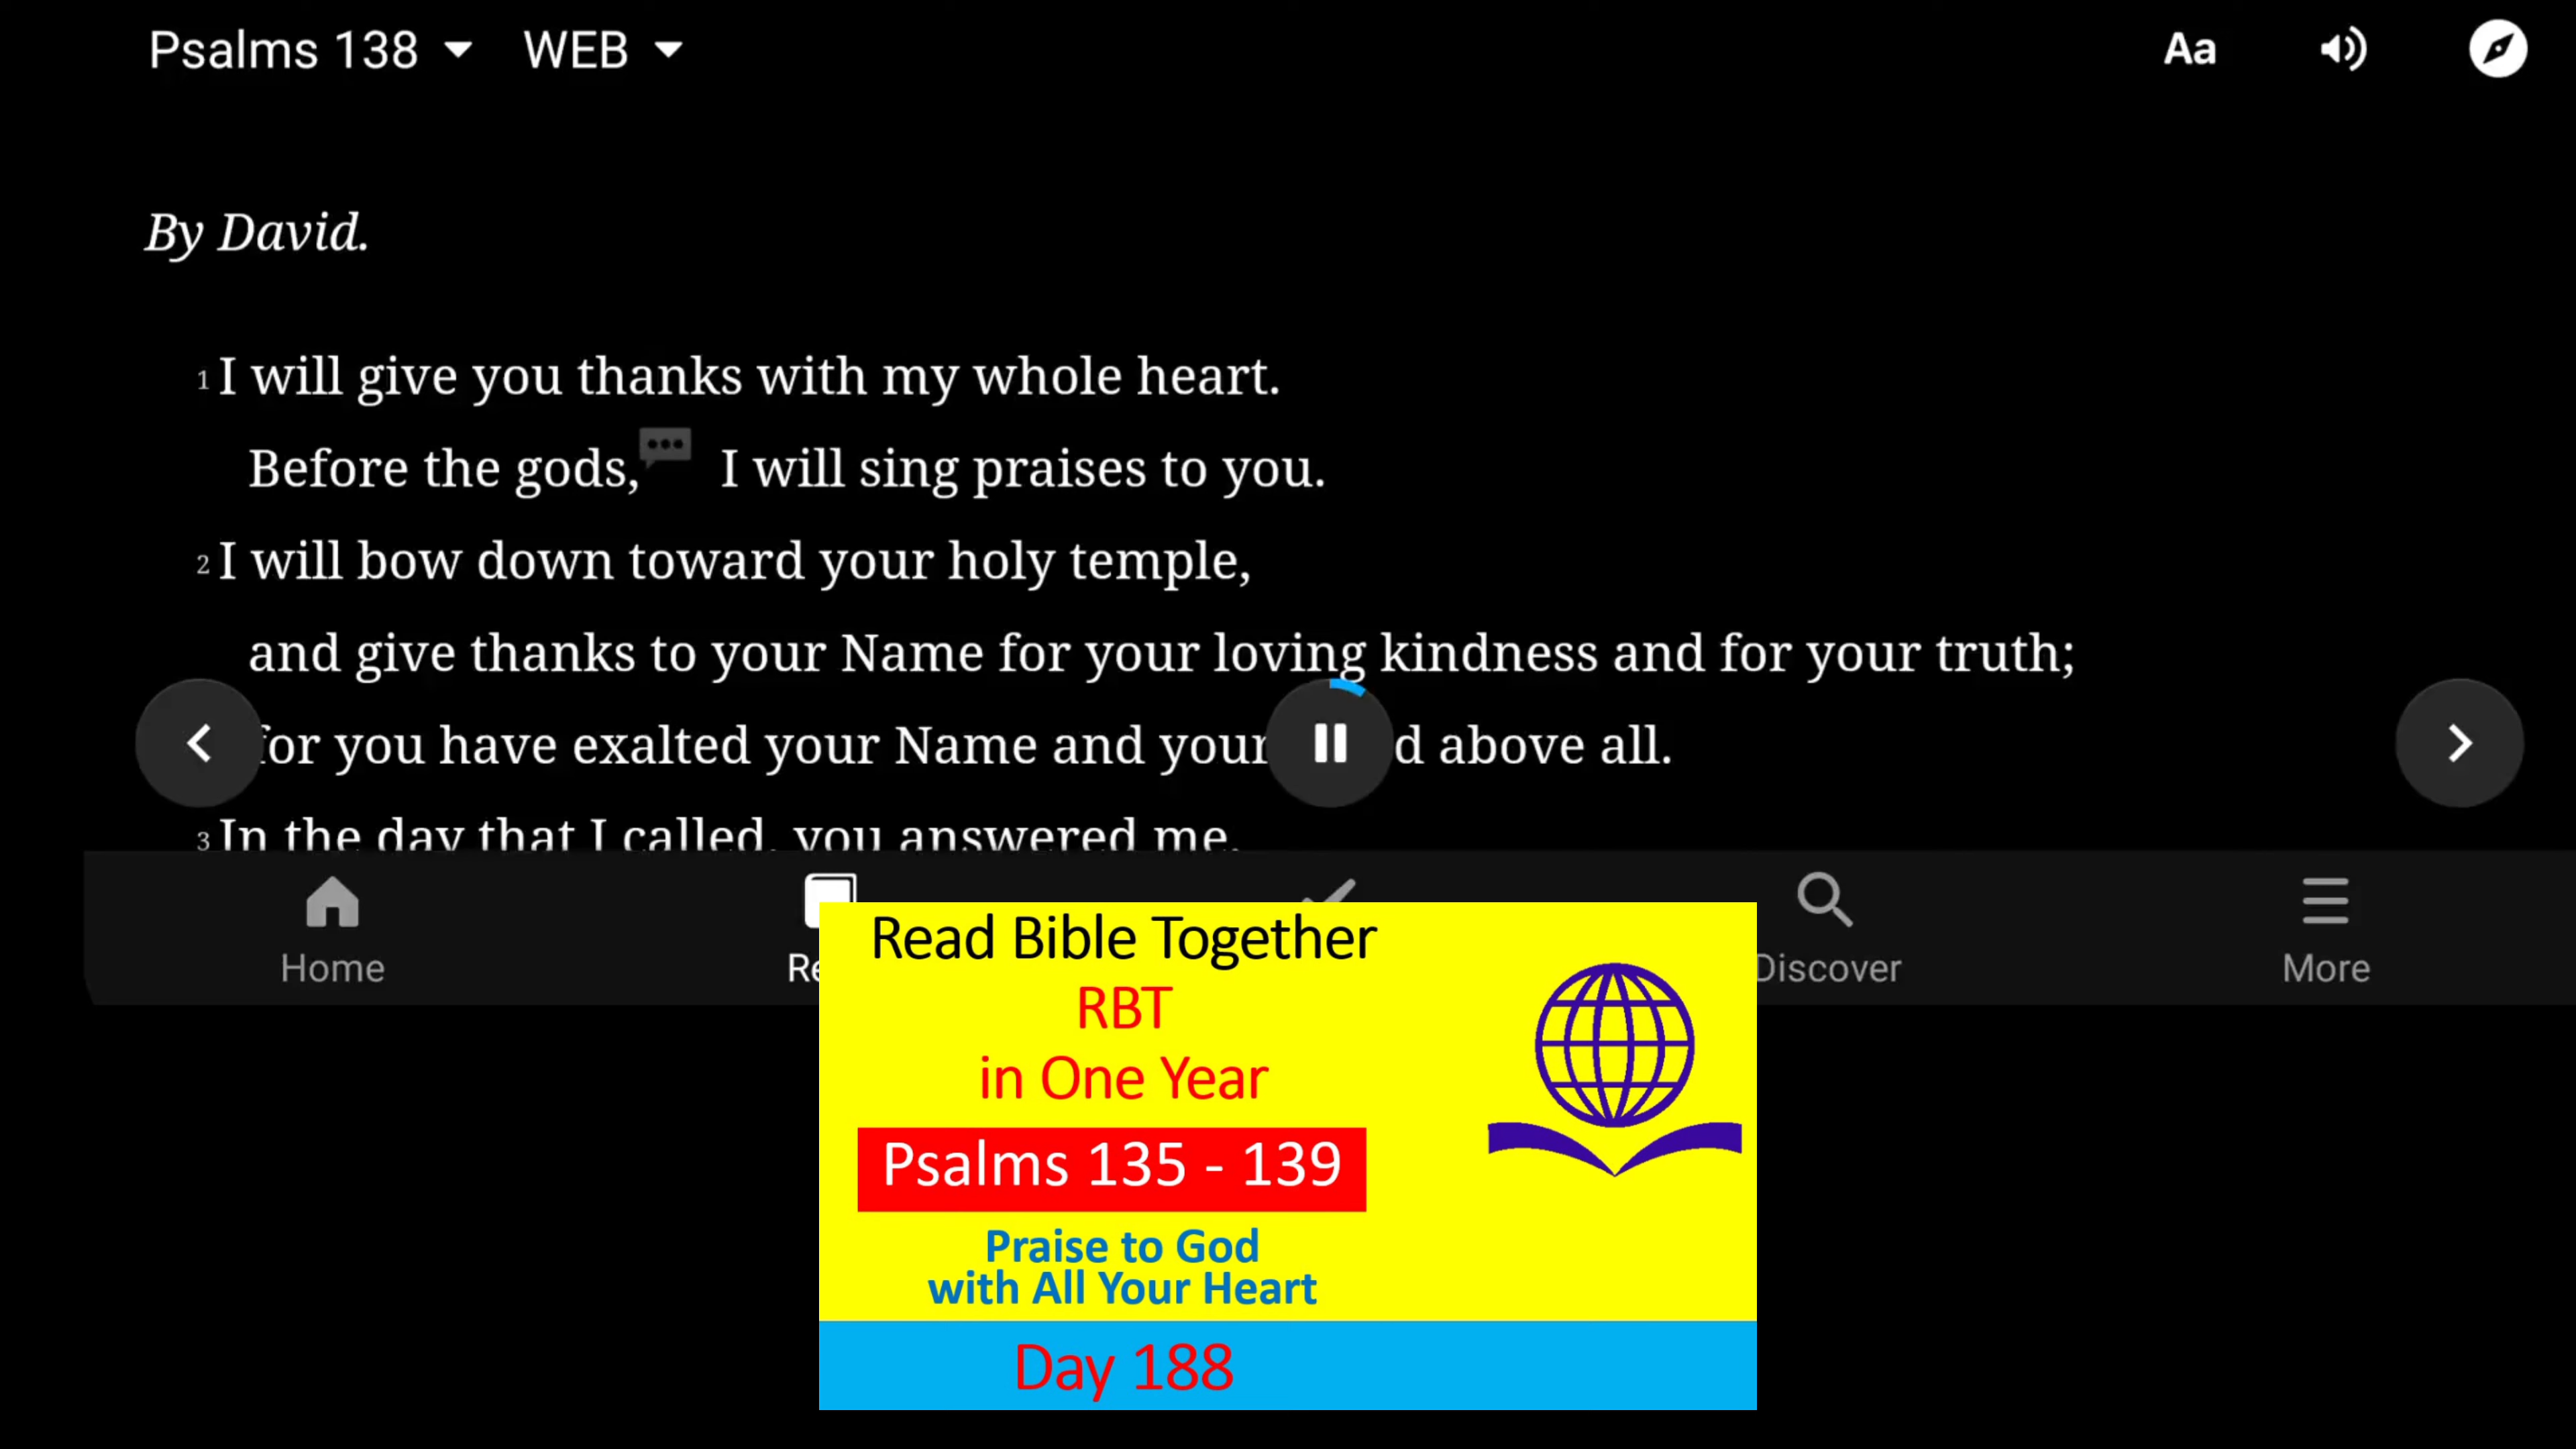 Psalms 138 WEB Aa
By David.
1 I will give you thanks with my whole heart.
Before the gods, I will sing praises to you.
2 I will bow down toward your holy temple,
and give thanks to your Name for your loving kindness and for your truth;
for you have exalted your Name and your above all.
3 In the day that I called, you answered me.
Home Discover More
Read Bible Together
RBT
in One Year
Psalms 135 - 139
Praise to God
with All Your Heart
Day 188